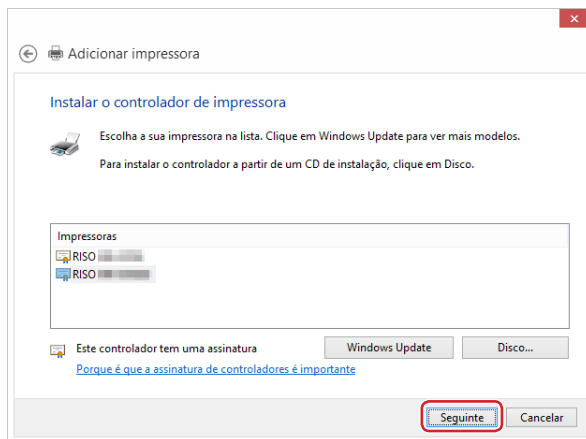 Adicionar impressora
Instalar o controlador de impressora
Escolha a sua impressora na lista. Clique em Windows Update para ver mais modelos.
Para instalar o controlador a partir de um CD de instalação, clique em Disco.
Impressoras
RISO
RISO
Este controlador tem uma assinatura
Windows Update
Disco...
Porque é que a assinatura de controladores é importante
Seguinte
Cancelar